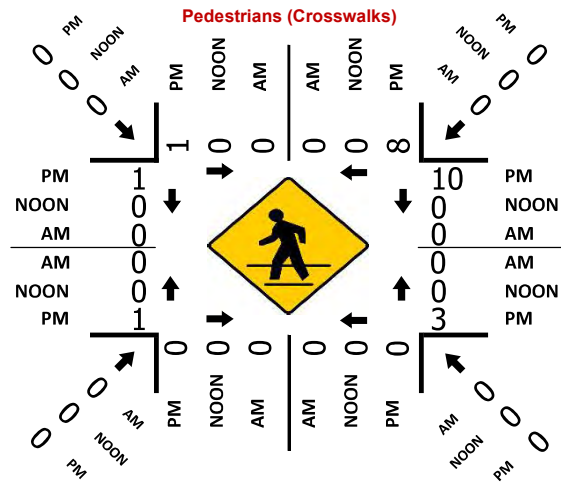 Pedestrians (Crosswalks)
0 PM
0 NOON
0 AM
PM NOON AM AM NOON PM
1 0 0 0 0 8
PM 0
NOON 0
AM 0
PM 1 10 PM
NOON 0 0 NOON
AM 0 0 AM
AM 0 0 AM
NOON 0 0 NOON
PM 1 3 PM
0 0 0 0 0 0
PM NOON AM AM NOON PM
0 AM
0 NOON
0 PM
AM 0
NOON 0
PM 0